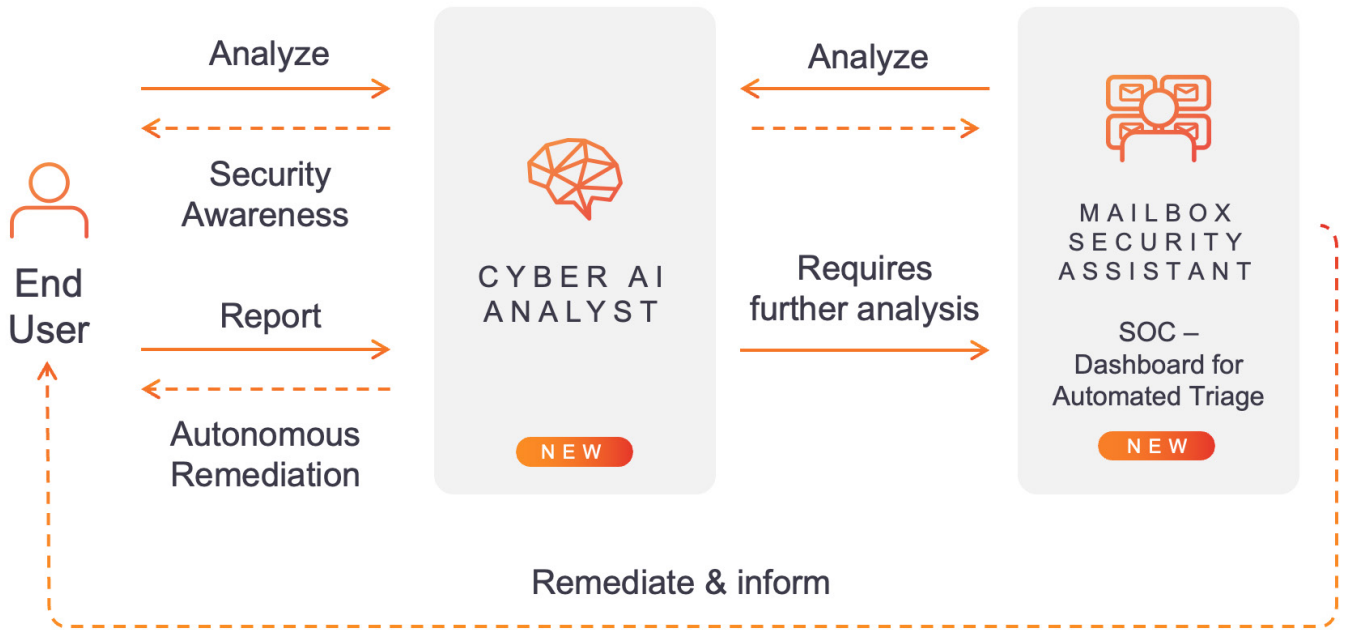 End
User
Analyze
Security
Awareness
Report
Autonomous
Remediation
CYBER AI
ANALYST
NEW
Analyze
Requires
further analysis
MAILBOX
SECURITY
ASSISTANT
SOC –
Dashboard for
Automated Triage
NEW
Remediate & inform